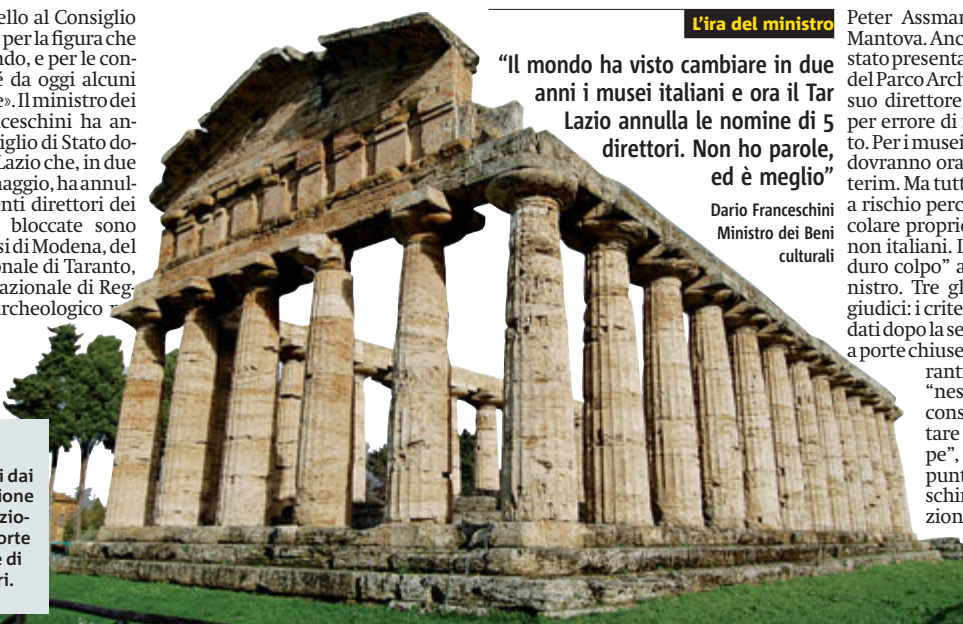 ello al Consiglio
per la figura che
ndo, e per le con-
é da oggi alcuni
e». Il ministro dei
nceschini ha an-
siglio di Stato do-
Lazio che, in due
maggio, ha annul-
enti direttori dei
bloccate sono
si di Modena, del
onale di Taranto,
azionale di Reg-
rcheologico
i dai
ione
zio-
orte
e di
ri.
L'ira del ministro
“Il mondo ha visto cambiare in due
anni i musei italiani e ora il Tar
Lazio annulla le nomine di 5
direttori. Non ho parole,
ed è meglio”
Dario Franceschini
Ministro dei Beni
culturali
Peter Assman
Mantova. Anc
stato presenta
del Parco Arch
suo direttore
per errore di
to. Per i musei
dovranno ora
terim. Ma tutt
a rischio perc
colare proprio
non italiani. L
duro colpo” a
nistro. Tre gl
giudici: i crite
dati dopo la se
a porte chiuse
rant
“nes
cons
tare
pe”,
punt
schin
zion